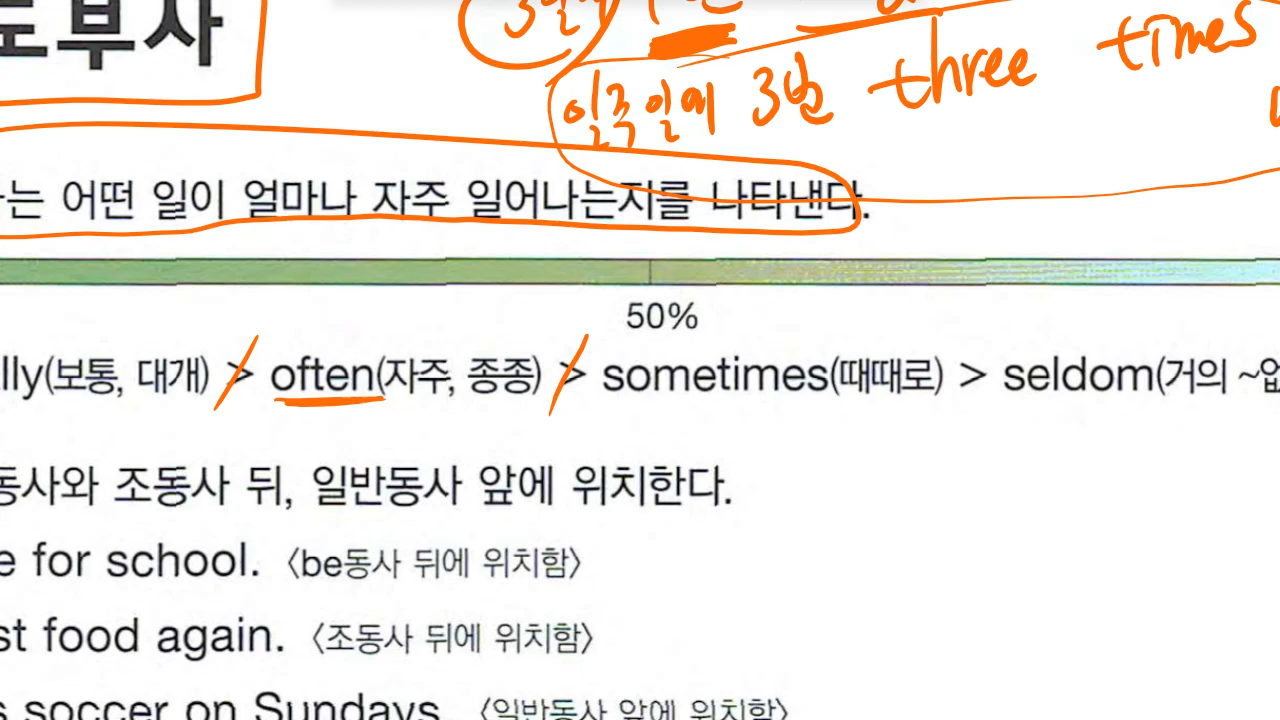 도부사
일주일에 3번 three times
는 어떤 일이 얼마나 자주 일어나는지를 나타낸다.
50%
lly(보통, 대개) > often(자주, 종종) > sometimes(때때로) > seldom(거의 ~없
동사와 조동사 뒤, 일반동사 앞에 위치한다.
e for school. 〈be동사 뒤에 위치함〉
st food again. 〈조동사 뒤에 위치함〉
s soccer on Sundays. 〈일반동사 앞에 위치함〉